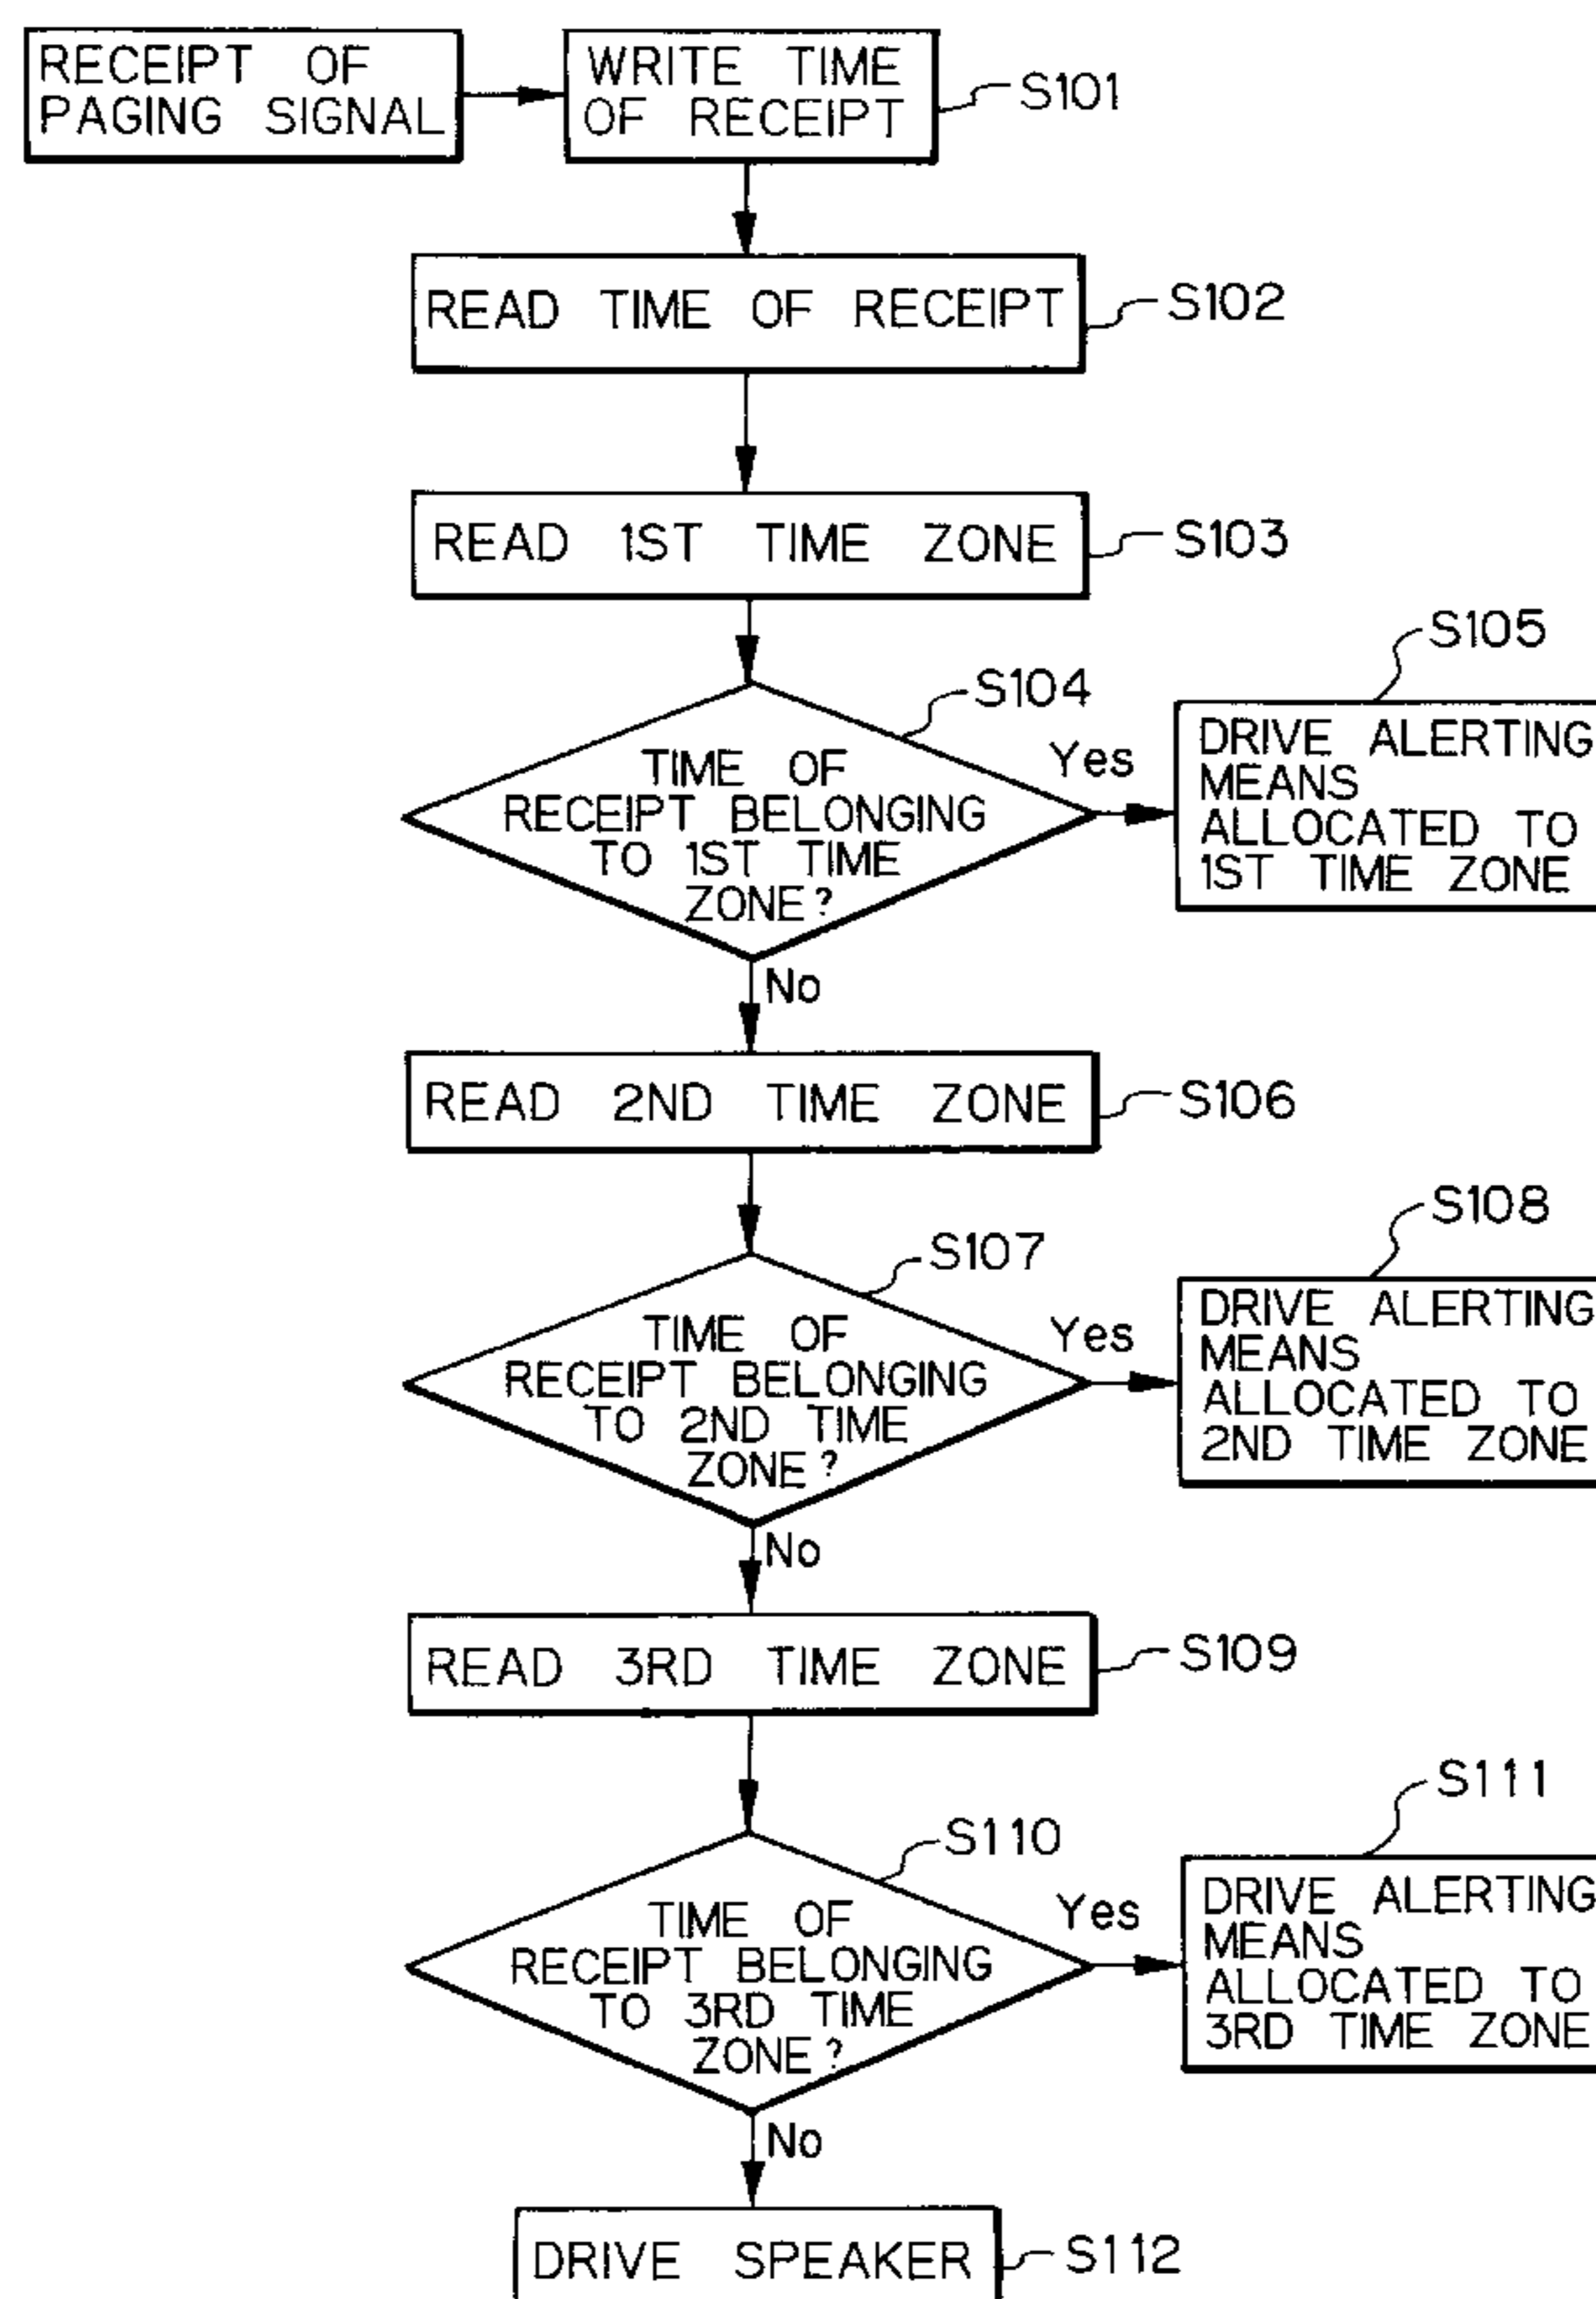 RECEIPT OF
PAGING SIGNAL
WRITE TIME
OF RECEIPT
S101
READ TIME OF RECEIPT
S102
READ 1ST TIME ZONE
S103
S104
TIME OF
RECEIPT BELONGING
TO 1ST TIME
ZONE?
Yes
S105
DRIVE ALERTING
MEANS
ALLOCATED TO
1ST TIME ZONE
No
READ 2ND TIME ZONE
S106
S107
TIME OF
RECEIPT BELONGING
TO 2ND TIME
ZONE?
Yes
S108
DRIVE ALERTING
MEANS
ALLOCATED TO
2ND TIME ZONE
No
READ 3RD TIME ZONE
S109
S110
TIME OF
RECEIPT BELONGING
TO 3RD TIME
ZONE?
Yes
S111
DRIVE ALERTING
MEANS
ALLOCATED TO
3RD TIME ZONE
No
DRIVE SPEAKER
S112